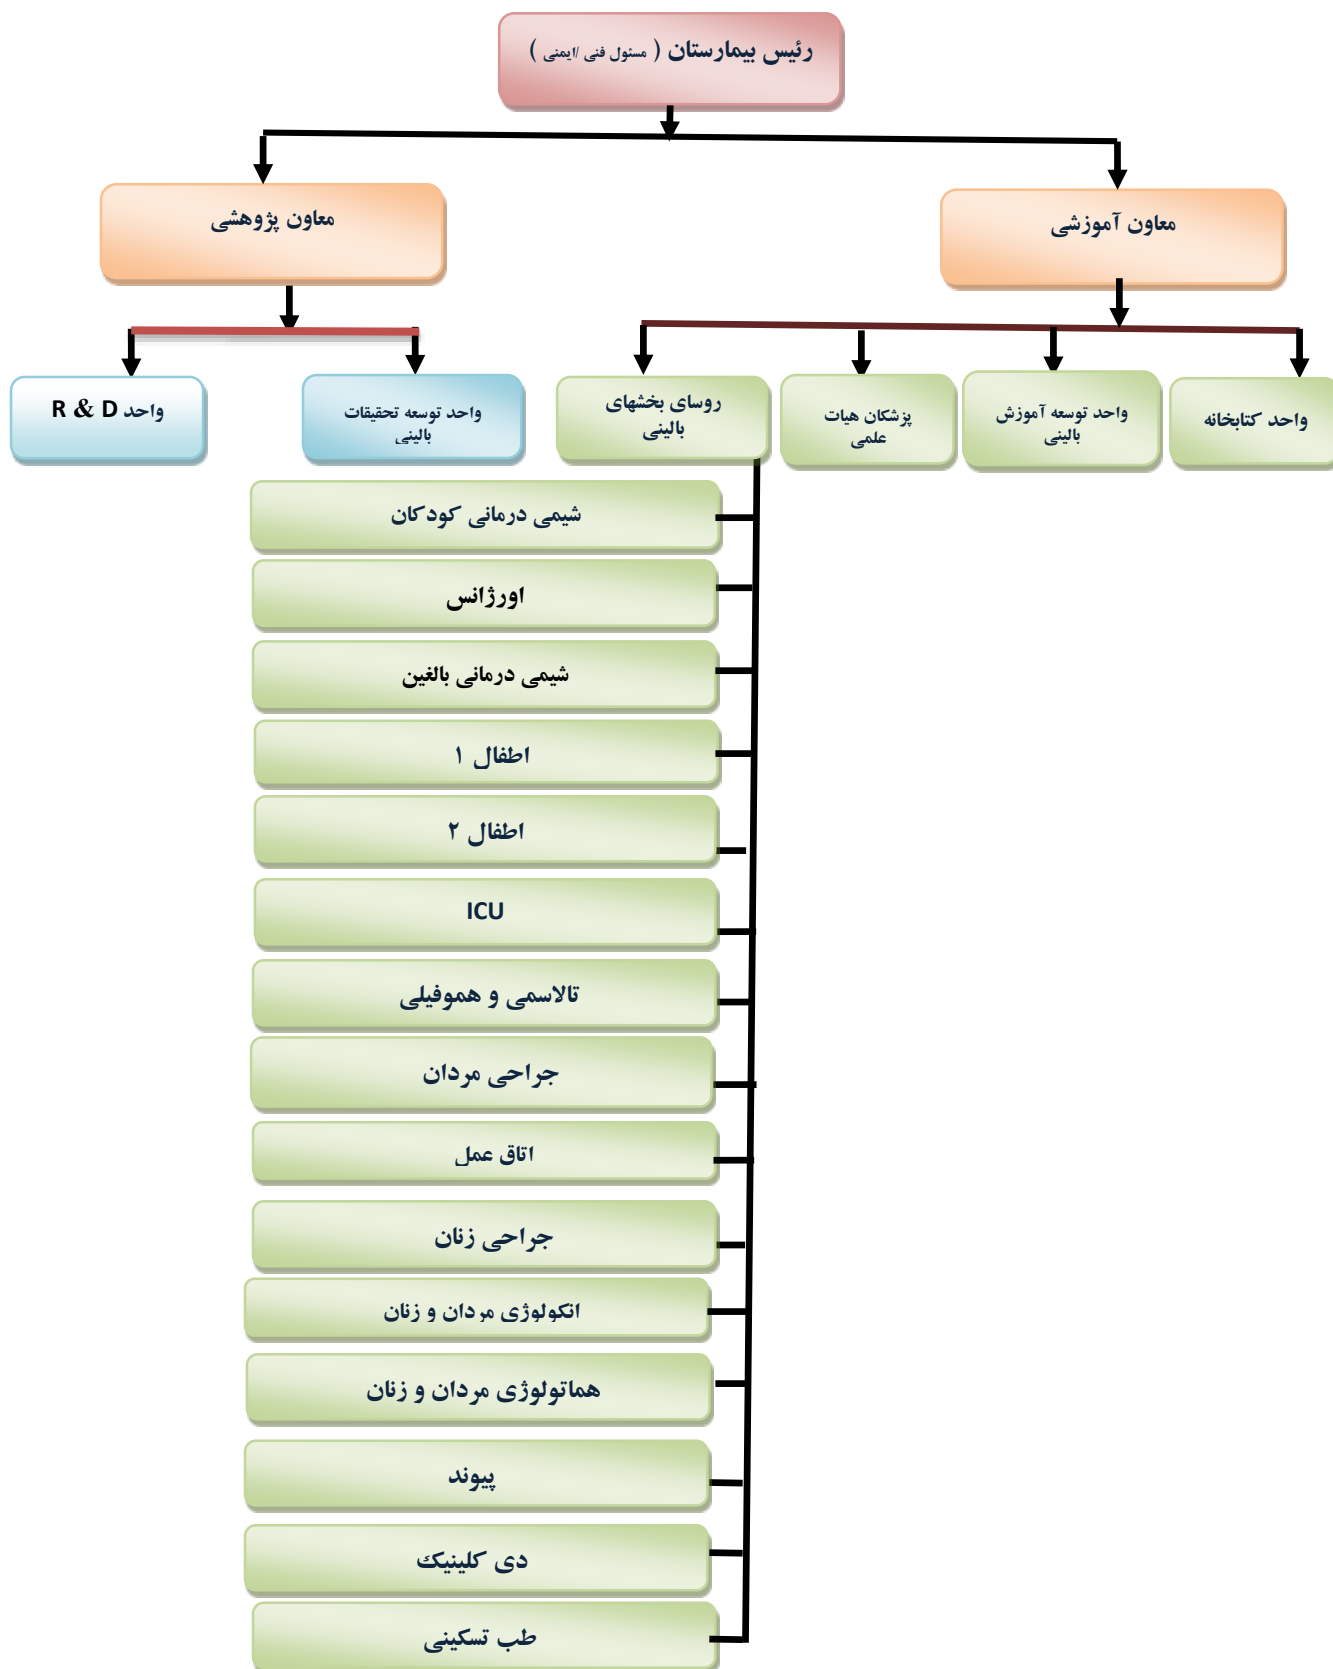 رئیس بیمارستان ( مسئول فنی /ایمنی )
معاون آموزشی
معاون پژوهشی
واحد کتابخانه
واحد توسعه آموزش
بالینی
پزشکان هیات
علمی
روسای بخشهای
بالینی
واحد توسعه تحقیقات
بالینی
واحد R & D
شیمی درمانی کودکان
اورژانس
شیمی درمانی بالغین
اطفال ۱
اطفال ۲
ICU
تالاسمی و هموفیلی
جراحی مردان
اتاق عمل
جراحی زنان
انکولوژی مردان و زنان
هماتولوژی مردان و زنان
پیوند
دی کلینیک
طب تسکینی